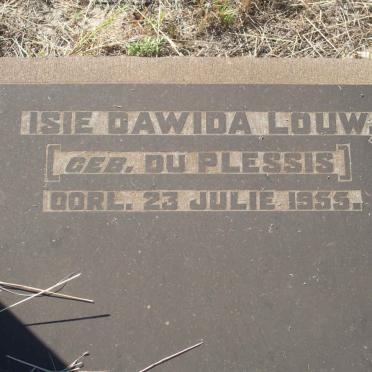 ISIE DAWIDA LOUW.
[GEB. DU PLESSIS]
OORL. 23 JULIE 1955.